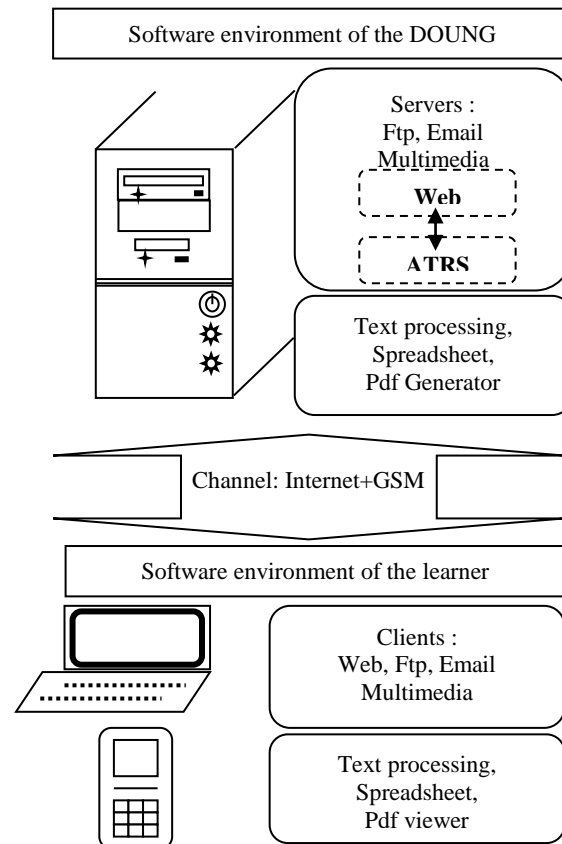 Software environment of the DOUNG
Servers :
Ftp, Email
Multimedia
Web
ATRS
Text processing,
Spreadsheet,
Pdf Generator
Channel: Internet+GSM
Software environment of the learner
Clients :
Web, Ftp, Email
Multimedia
Text processing,
Spreadsheet,
Pdf viewer